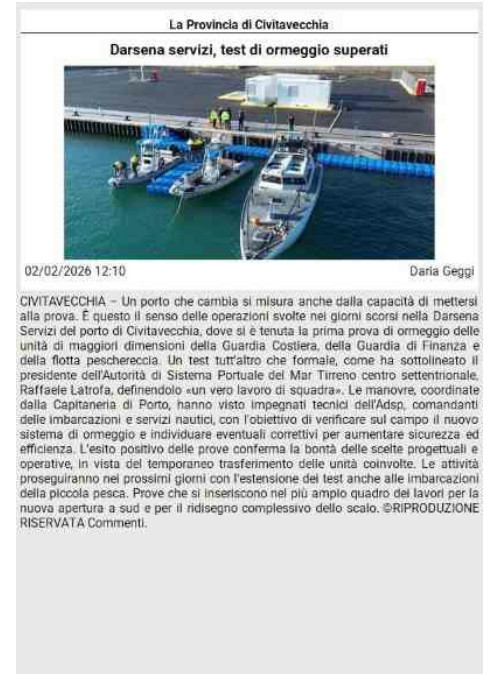 La Provincia di Civitavecchia
Darsena servizi, test di ormeggio superati
02/02/2026 12:10
Daria Geggi
CIVITAVECCHIA – Un porto che cambia si misura anche dalla capacità di mettersi
alla prova. È questo il senso delle operazioni svolte nei giorni scorsi nella Darsena
Servizi del porto di Civitavecchia, dove si è tenuta la prima prova di ormeggio delle
unità di maggiori dimensioni della Guardia Costiera, della Guardia di Finanza e
della flotta peschereccia. Un test tutt'altro che formale, come ha sottolineato il
presidente dell'Autorità di Sistema Portuale del Mar Tirreno centro settentrionale,
Raffaele Latrofa, definendolo «un vero lavoro di squadra». Le manovre, coordinate
dalla Capitaneria di Porto, hanno visto impegnati tecnici dell'Adsp, comandanti
delle imbarcazioni e servizi nautici, con l'obiettivo di verificare sul campo il nuovo
sistema di ormeggio e individuare eventuali correttivi per aumentare sicurezza ed
efficienza. L'esito positivo delle prove conferma la bontà delle scelte progettuali e
operative, in vista del temporaneo trasferimento delle unità coinvolte. Le attività
proseguiranno nei prossimi giorni con l'estensione dei test anche alle imbarcazioni
della piccola pesca. Prove che si inseriscono nel più ampio quadro dei lavori per la
nuova apertura a sud e per il ridisegno complessivo dello scalo. ©RIPRODUZIONE
RISERVATA Commenti.